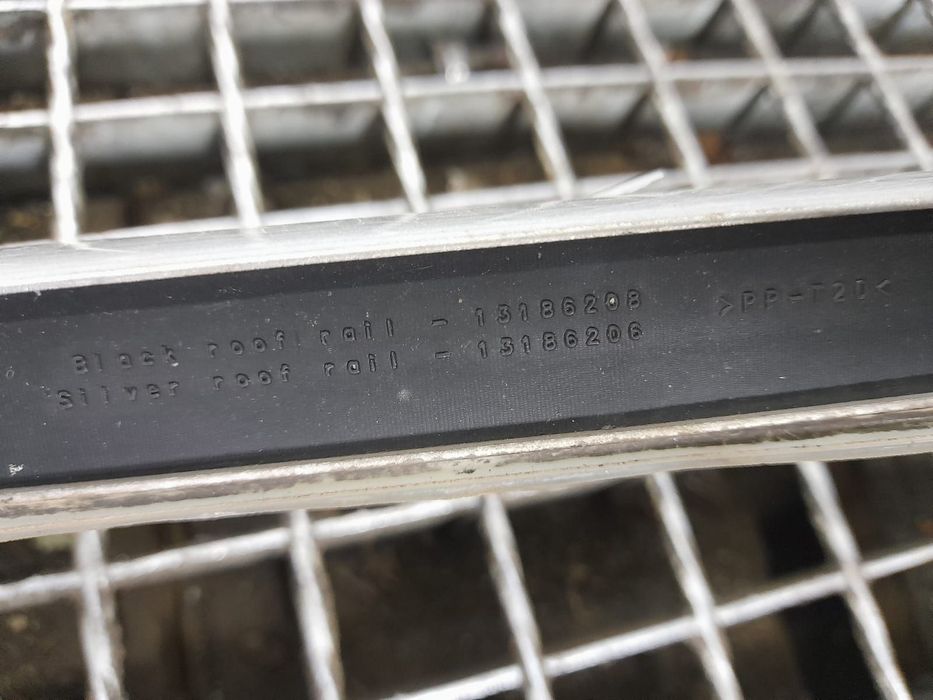 Black roof rail - 13186208
Silver roof rail - 13186206
>PP-T20<